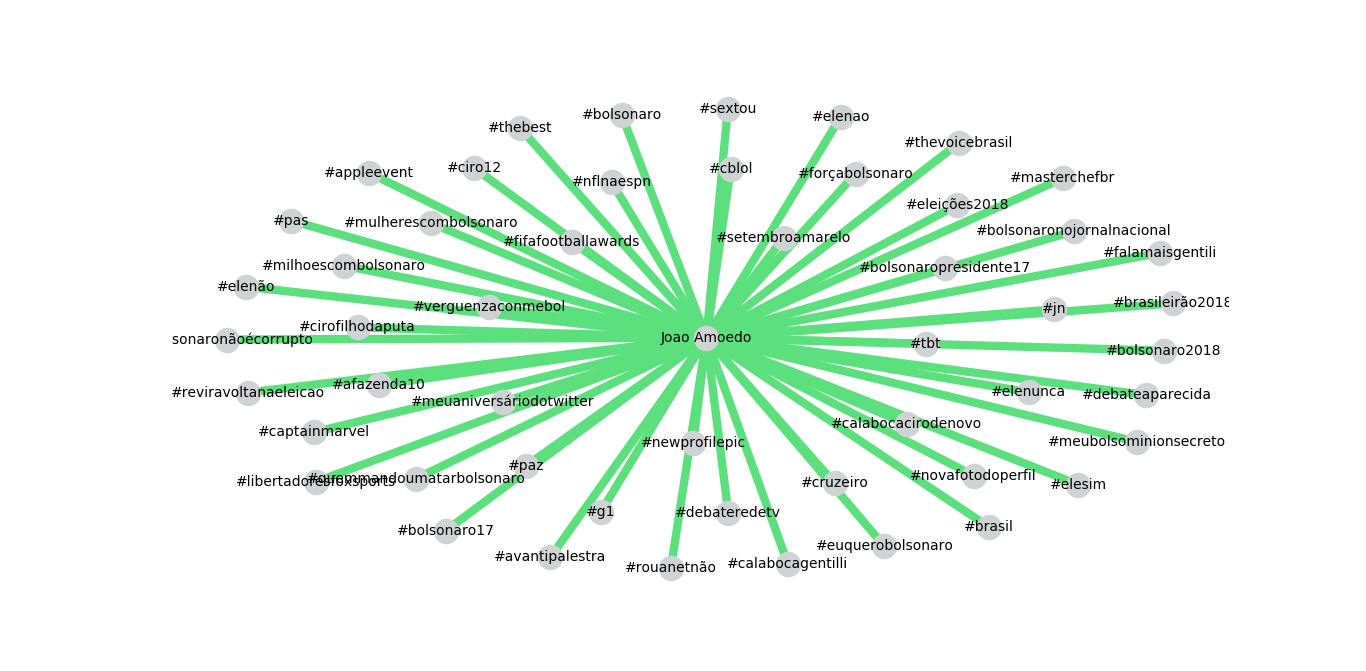 #sextou
#bolsonaro
#elenao
#thebest
#thevoicebrasil
#ciro12
#cblol
#appleevent
#forçabolsonaro
#masterchefbr
#nflnaespn
#eleições2018
#pas
#mulherescombolsonaro
#bolsonaronojornalnacional
#fifafootballawards
#setembroamarelo
#falamaisgentili
#milhoescombolsonaro
#bolsonaropresidente17
#elenão
#brasileirão2018
#verguenzaconmebol
#jn
#cirofilhodaputa
Joao Amoedo
sonaronãoécorrupto
#tbt
#bolsonaro2018
#afazenda10
#reviravoltanaeleicao
#elenunca
#debateaparecida
#meuaniversáriodotwitter
#calabocacirodenovo
#captainmarvel
#newprofilepic
#meubolsominionsecreto
#paz
#novafotodoperfil
#libertadoresfoxsports
#quemmandoumatarbolsonaro
#cruzeiro
#elesim
#g1
#debateredetv
#bolsonaro17
#brasil
#euquerobolsonaro
#avantipalestra
#calabocagentilli
#rouanetnão